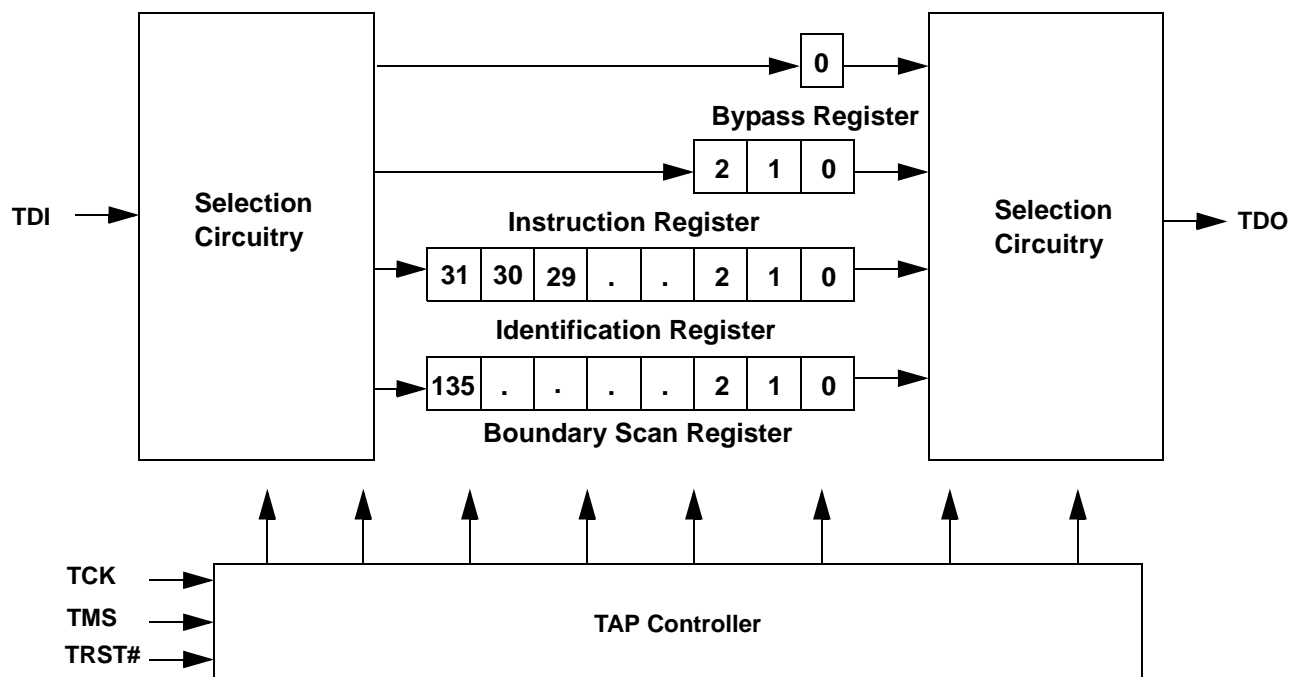 0
Bypass Register
2 1 0
Selection
Circuitry
Selection
Circuitry
TDI
TDO
Instruction Register
31 30 29 . . 2 1 0
Identification Register
135 . . . . 2 1 0
Boundary Scan Register
TCK
TMS
TRST#
TAP Controller